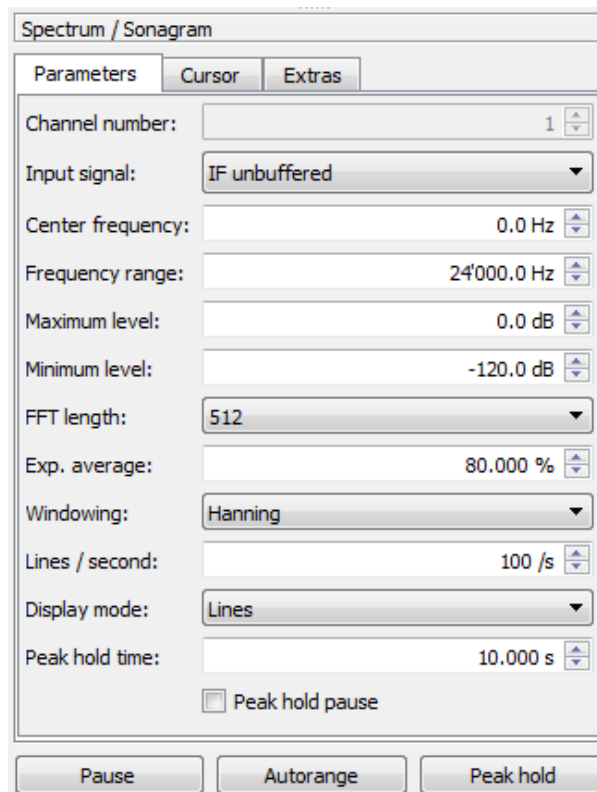 Spectrum / Sonagram
Parameters Cursor Extras
Channel number: 1
Input signal: IF unbuffered
Center frequency: 0.0 Hz
Frequency range: 24'000.0 Hz
Maximum level: 0.0 dB
Minimum level: -120.0 dB
FFT length: 512
Exp. average: 80.000 %
Windowing: Hanning
Lines / second: 100 /s
Display mode: Lines
Peak hold time: 10.000 s
Peak hold pause
Pause Autorange Peak hold